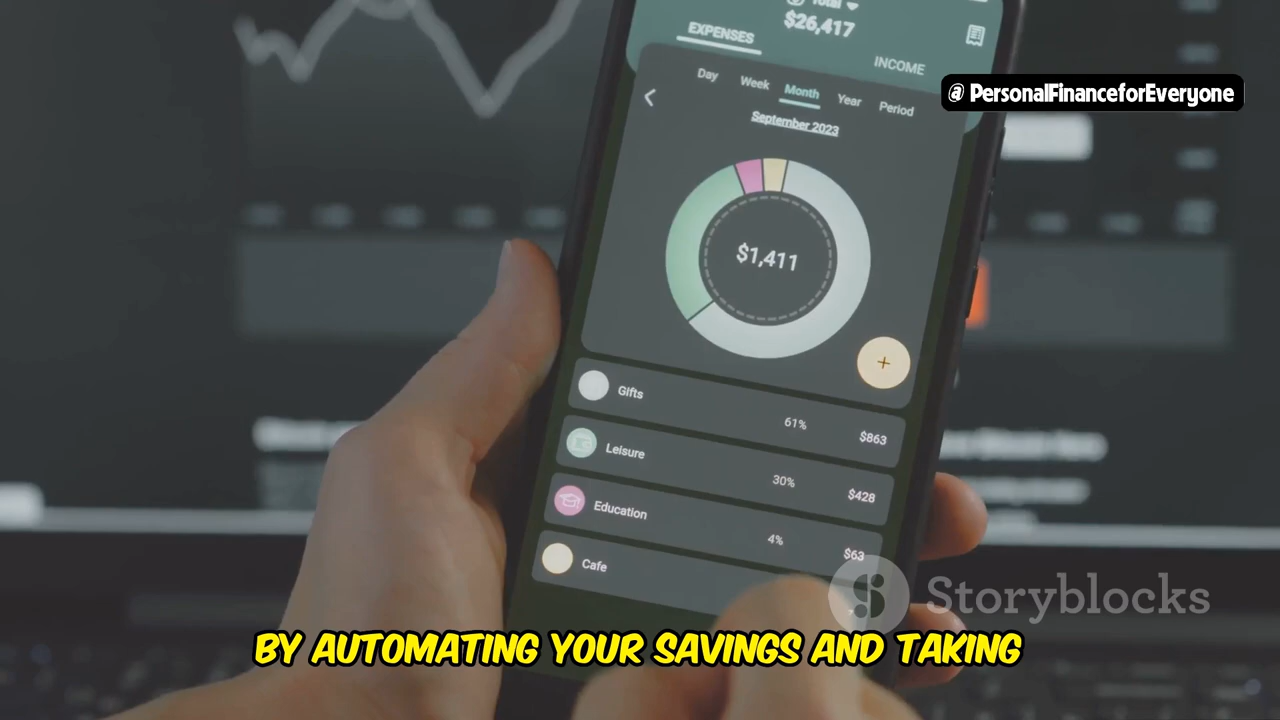 Total
$26,417
EXPENSES
INCOME
@ PersonalFinanceforEveryone
Day Week Month Year Period
September 2023
$1,411
+
Gifts 61% $863
Leisure 30% $428
Education 4% $63
Cafe
Storyblocks
BY AUTOMATING YOUR SAVINGS AND TAKING